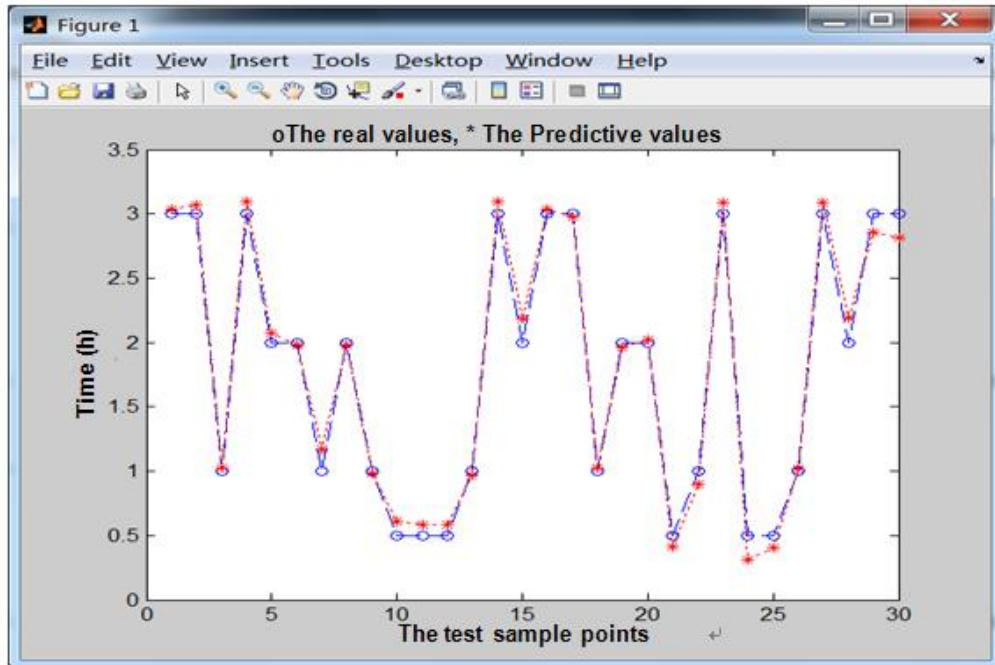 Figure 1
File Edit View Insert Tools Desktop Window Help
oThe real values, * The Predictive values
3.5
3
2.5
2
1.5
1
0.5
0
Time (h)
0 5 10 15 20 25 30
The test sample points